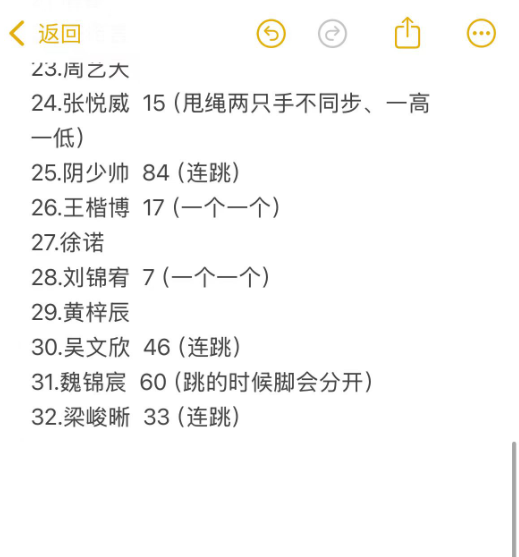 返回
23.周艺天
24.张悦威 15（甩绳两只手不同步、一高
一低）
25.阴少帅 84（连跳）
26.王楷博 17（一个一个）
27.徐诺
28.刘锦宥 7（一个一个）
29.黄梓辰
30.吴文欣 46（连跳）
31.魏锦宸 60（跳的时候脚会分开）
32.梁峻晰 33（连跳）